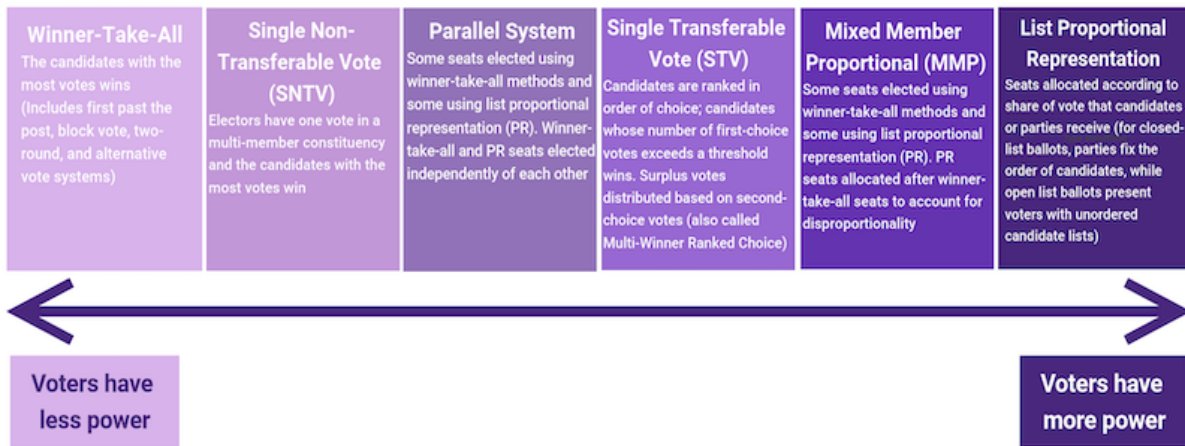 Winner-Take-All
The candidates with the
most votes wins
(Includes first past the
post, block vote, two-
round, and alternative
vote systems)
Single Non-
Transferable Vote
(SNTV)
Electors have one vote in a
multi-member constituency
and the candidates with the
most votes win
Parallel System
Some seats elected using
winner-take-all methods and
some using list proportional
representation (PR). Winner-
take-all and PR seats elected
independently of each other
Single Transferable
Vote (STV)
Candidates are ranked in
order of choice; candidates
whose number of first-choice
votes exceeds a threshold
wins. Surplus votes
distributed based on second-
choice votes (also called
Multi-Winner Ranked Choice)
Mixed Member
Proportional (MMP)
Some seats elected using
winner-take-all methods and
some using list proportional
representation (PR). PR
seats allocated after winner-
take-all seats to account for
disproportionality
List Proportional
Representation
Seats allocated according to
share of vote that candidates
or parties receive (for closed-
list ballots, parties fix the
order of candidates, while
open list ballots present
voters with unordered
candidate lists)
Voters have
less power
Voters have
more power